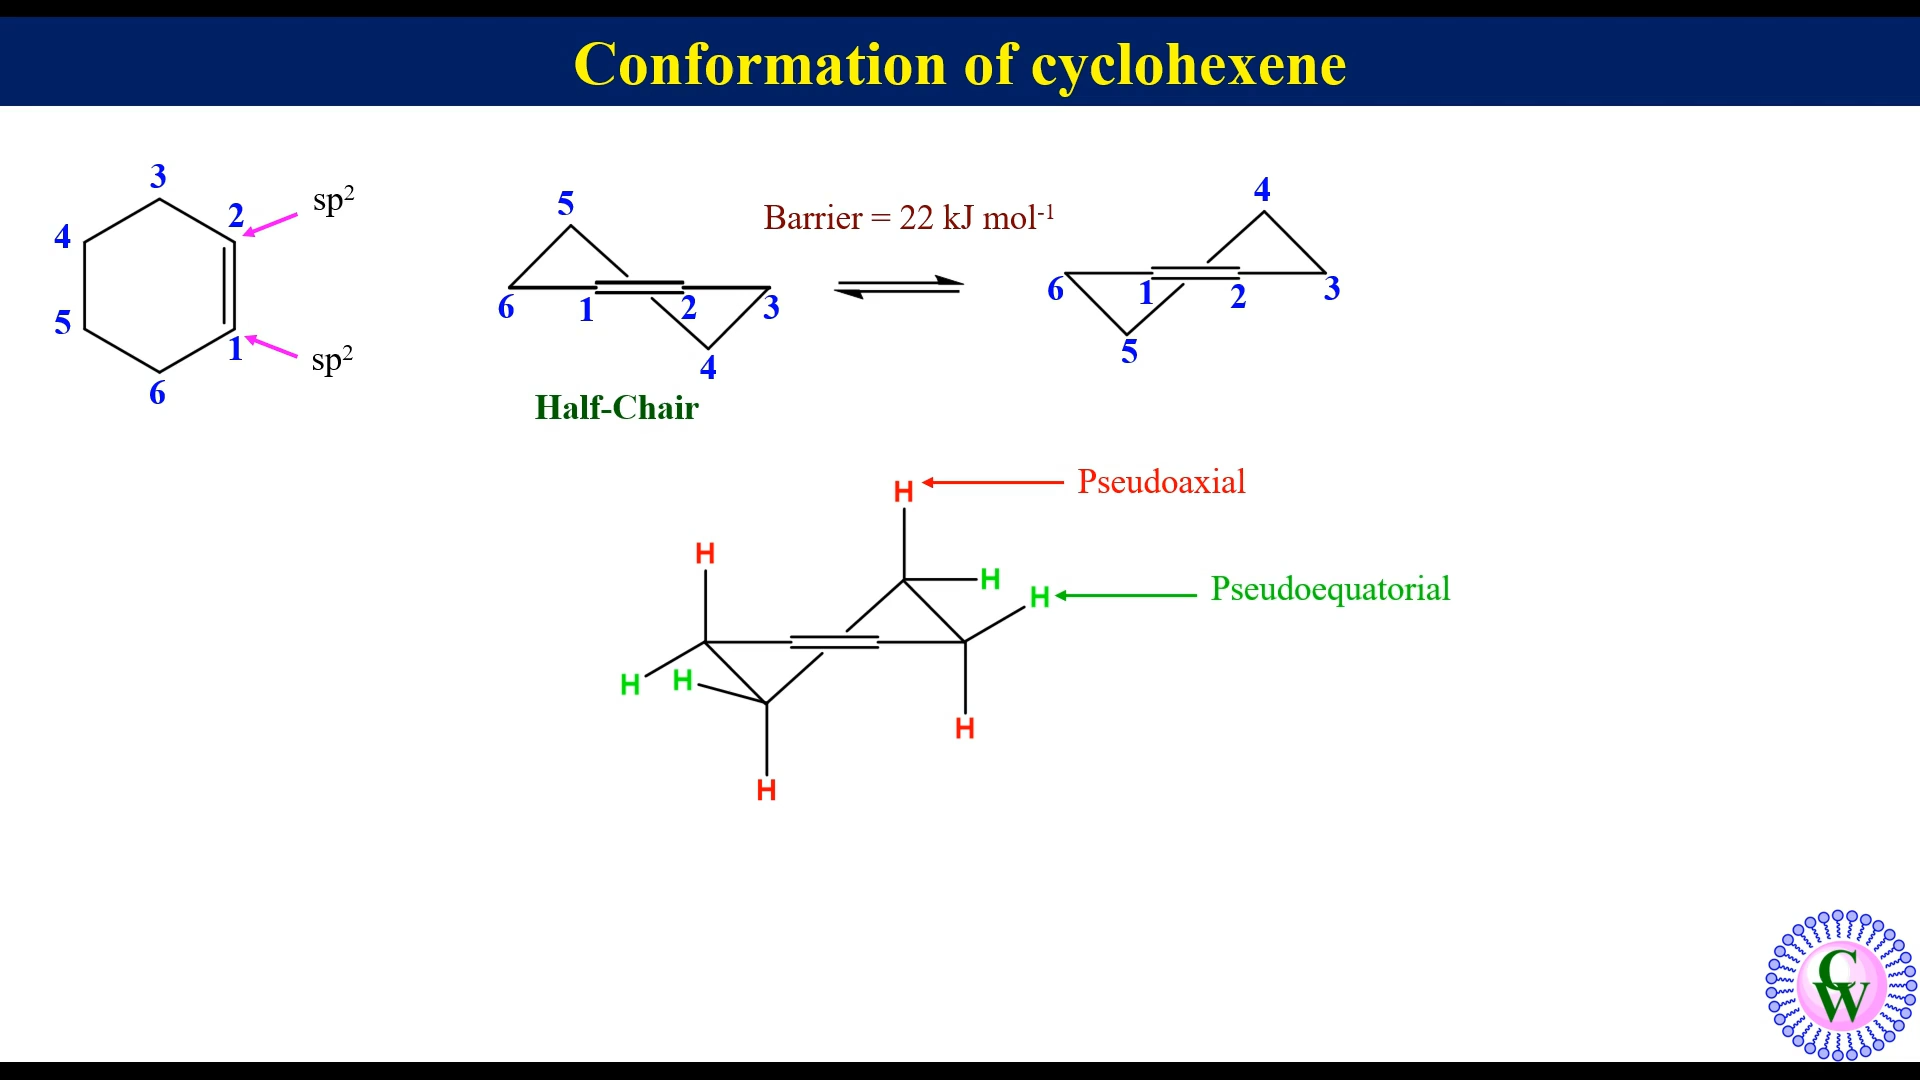 Conformation of cyclohexene
3
2
sp²
4
5
1
sp²
6
5
6
1
2
3
4
Half-Chair
Barrier = 22 kJ mol⁻¹
4
6
1
2
3
5
H
Pseudoaxial
H
H
H
Pseudoequatorial
H
H
H
H
CW